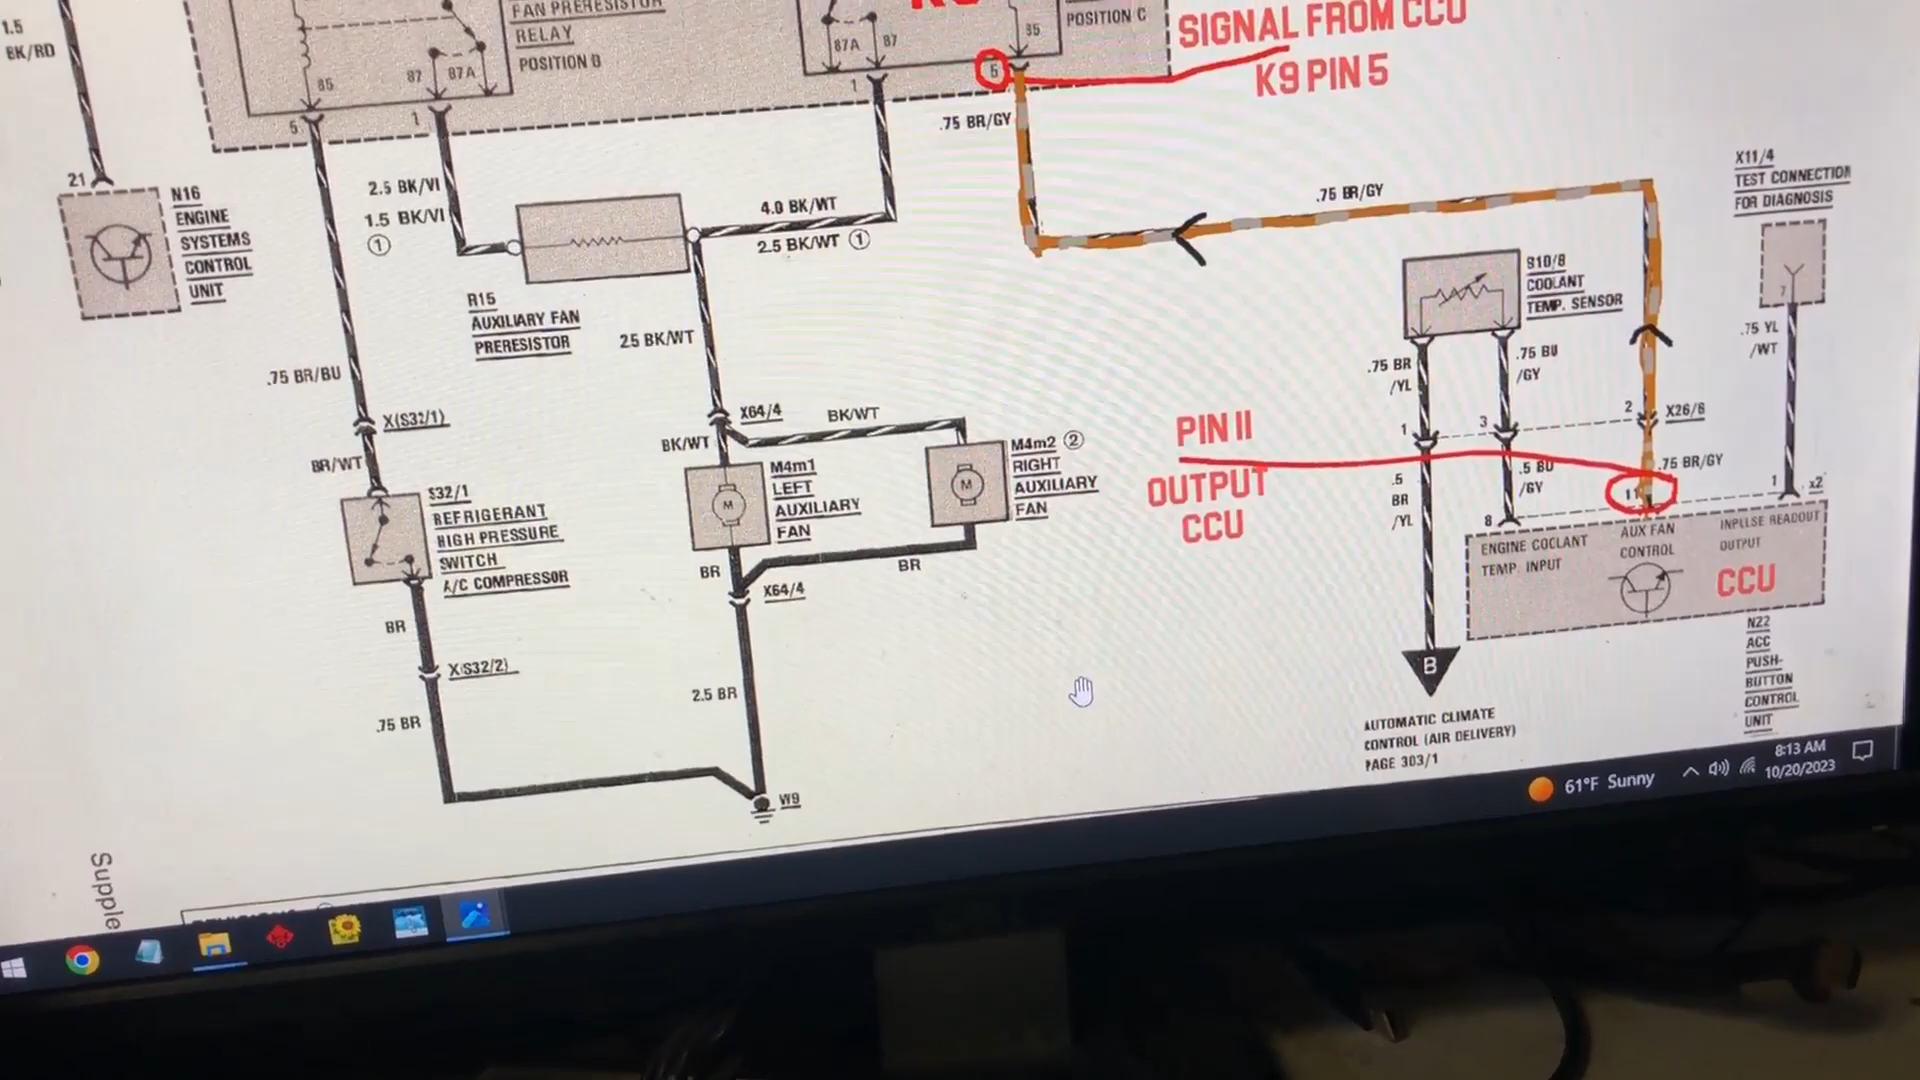 1.5
BK/RD
FAN PRERESISTOR
RELAY
POSITION B
85
87
87A
5
1
87A
87
85
POSITION C
1
5
SIGNAL FROM CCU
K9 PIN 5
.75 BR/GY
.75 BR/GY
21
N16
ENGINE
SYSTEMS
CONTROL
UNIT
2.5 BK/VI
1.5 BK/VI
①
4.0 BK/WT
2.5 BK/WT ①
R15
AUXILIARY FAN
PRERESISTOR
25 BK/WT
.75 BR/BU
X(S32/1)
BR/WT
S32/1
REFRIGERANT
HIGH PRESSURE
SWITCH
A/C COMPRESSOR
BR
X(S32/2)
.75 BR
X64/4
BK/WT
BK/WT
M
M4m1
LEFT
AUXILIARY
FAN
M
M4m2 ②
RIGHT
AUXILIARY
FAN
BR
BR
X64/4
2.5 BR
W9
X11/4
TEST CONNECTION
FOR DIAGNOSIS
7
.75 YL
/WT
S10/8
COOLANT
TEMP. SENSOR
.75 BR
/YL
.75 BU
/GY
1
3
2
X26/6
PIN 11
OUTPUT
CCU
.5
BR
/YL
.5 BU
/GY
.75 BR/GY
8
11
1
x2
ENGINE COOLANT
TEMP. INPUT
AUX FAN
CONTROL
INPLLSE READOUT
OUTPUT
CCU
B
N22
ACC
PUSH-
BUTTON
CONTROL
UNIT
AUTOMATIC CLIMATE
CONTROL (AIR DELIVERY)
PAGE 303/1
61°F Sunny
8:13 AM
10/20/2023
Supple